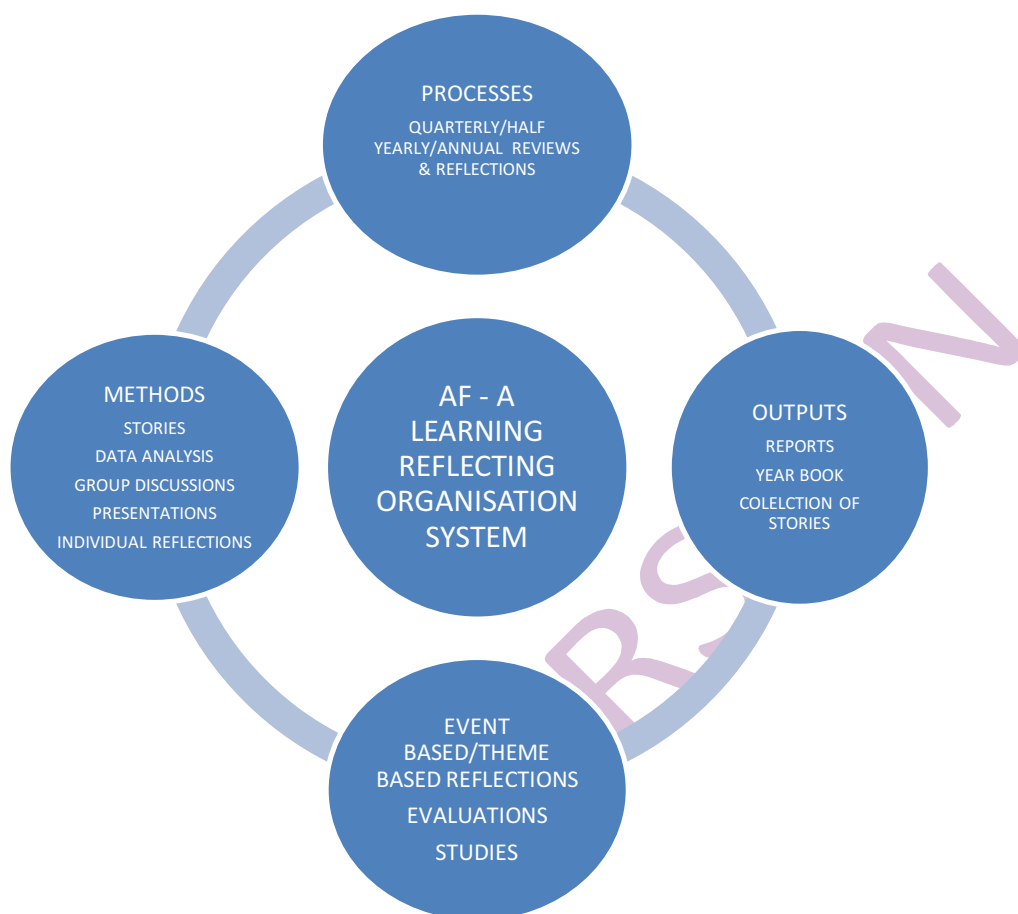 PROCESSES
QUARTERLY/HALF
YEARLY/ANNUAL REVIEWS
& REFLECTIONS
METHODS
STORIES
DATA ANALYSIS
GROUP DISCUSSIONS
PRESENTATIONS
INDIVIDUAL REFLECTIONS
AF - A
LEARNING
REFLECTING
ORGANISATION
SYSTEM
OUTPUTS
REPORTS
YEAR BOOK
COLELCTION OF
STORIES
EVENT
BASED/THEME
BASED REFLECTIONS
EVALUATIONS
STUDIES